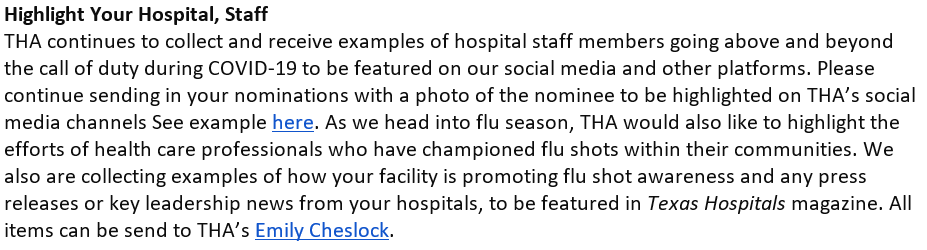 Highlight Your Hospital, Staff
THA continues to collect and receive examples of hospital staff members going above and beyond
the call of duty during COVID-19 to be featured on our social media and other platforms. Please
continue sending in your nominations with a photo of the nominee to be highlighted on THA's social
media channels See example here. As we head into flu season, THA would also like to highlight the
efforts of health care professionals who have championed flu shots within their communities. We
also are collecting examples of how your facility is promoting flu shot awareness and any press
releases or key leadership news from your hospitals, to be featured in Texas Hospitals magazine. All
items can be send to THA's Emily Cheslock.